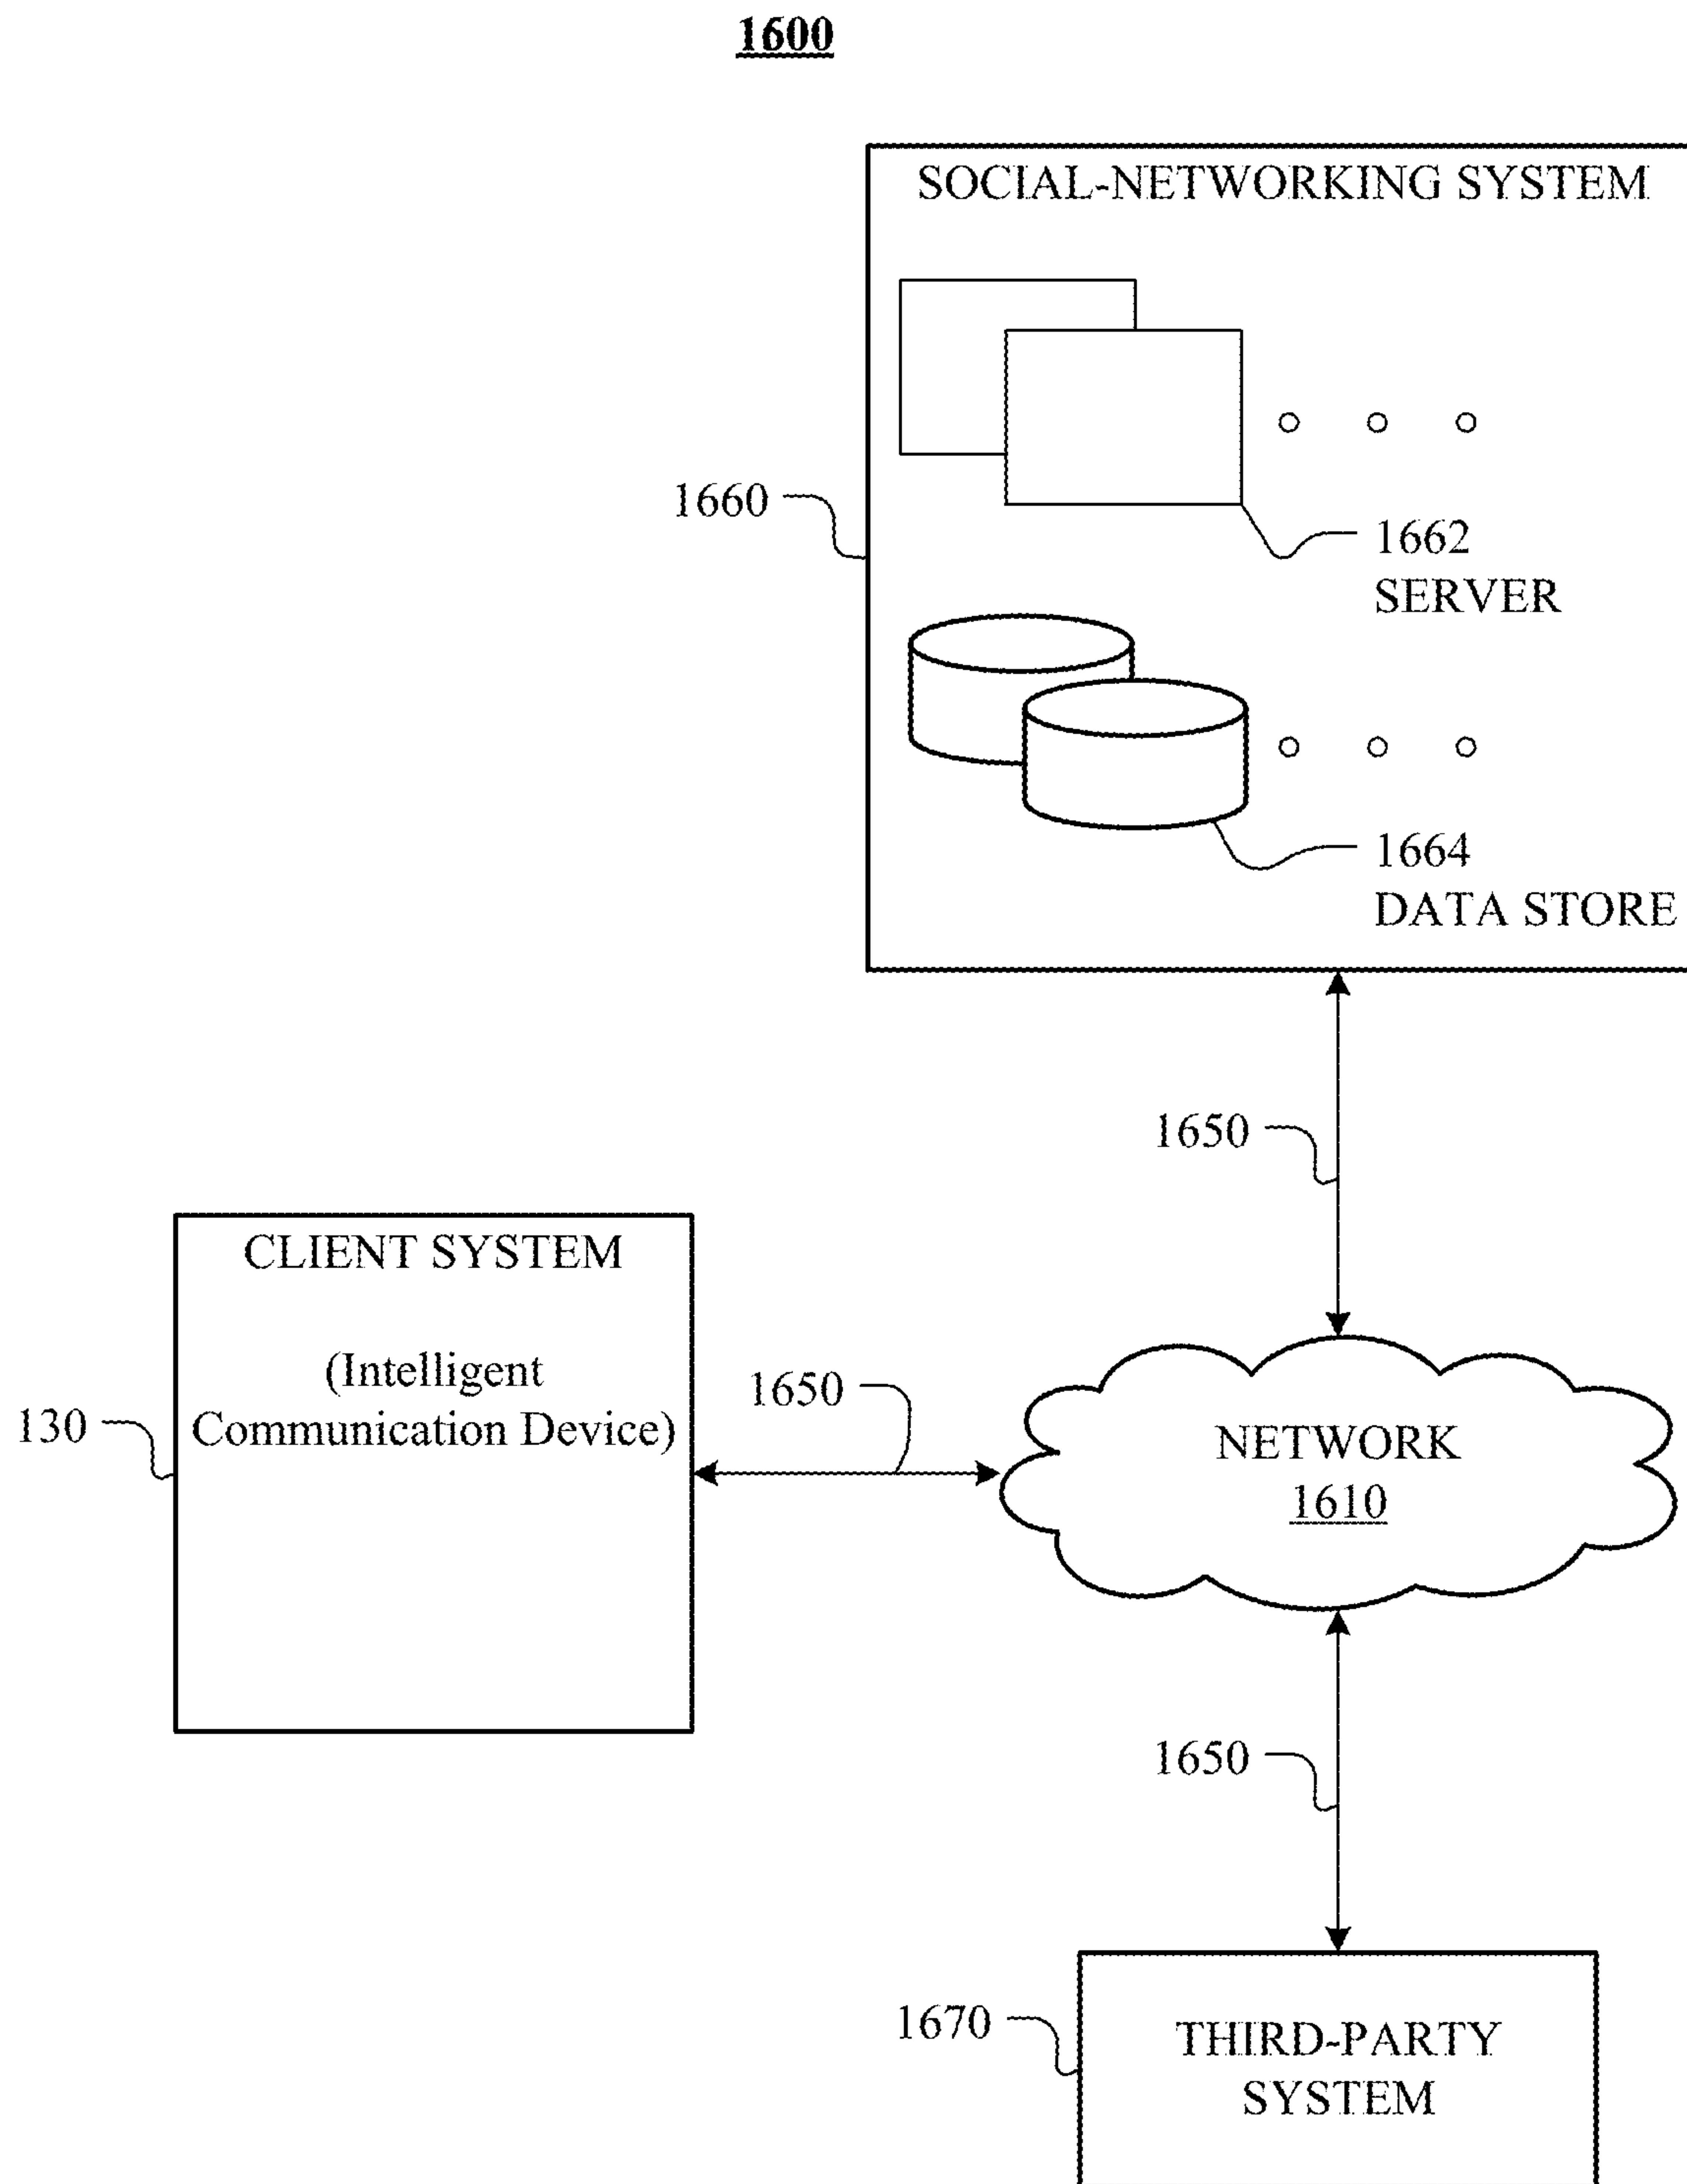 1600
SOCIAL-NETWORKING SYSTEM
1660
1662
SERVER
1664
DATA STORE
1650
CLIENT SYSTEM
(Intelligent
Communication Device)
130
1650
NETWORK
1610
1650
1670
THIRD-PARTY
SYSTEM